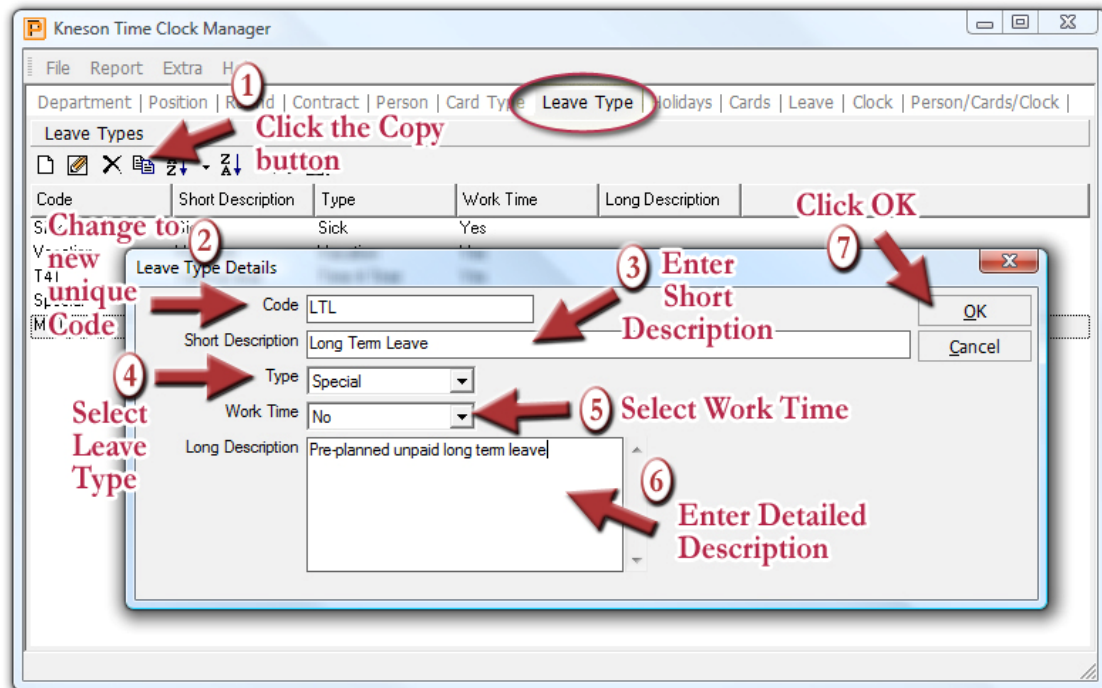 Kneson Time Clock Manager
File Report Extra
Department | Position | | Contract | Person | Card Type Leave Type Holidays | Cards | Leave | Clock | Person/Cards/Clock |
1
Leave Types
Click the Copy
button
Code Short Description Type Work Time Long Description
Sick Yes
Change to
new
unique
Code
2
T4T
Click OK
7
Leave Type Details
3 Enter
Short
Description
Code LTL
OK
Short Description Long Term Leave
Cancel
4
Type Special
Select
Leave
Type
Work Time No
5 Select Work Time
Long Description Pre-planned unpaid long term leave
6
Enter Detailed
Description